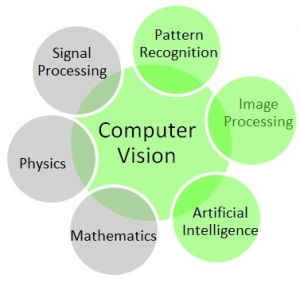 Pattern
Recognition
Signal
Processing
Image
Processing
Computer
Vision
Physics
Artificial
Intelligence
Mathematics